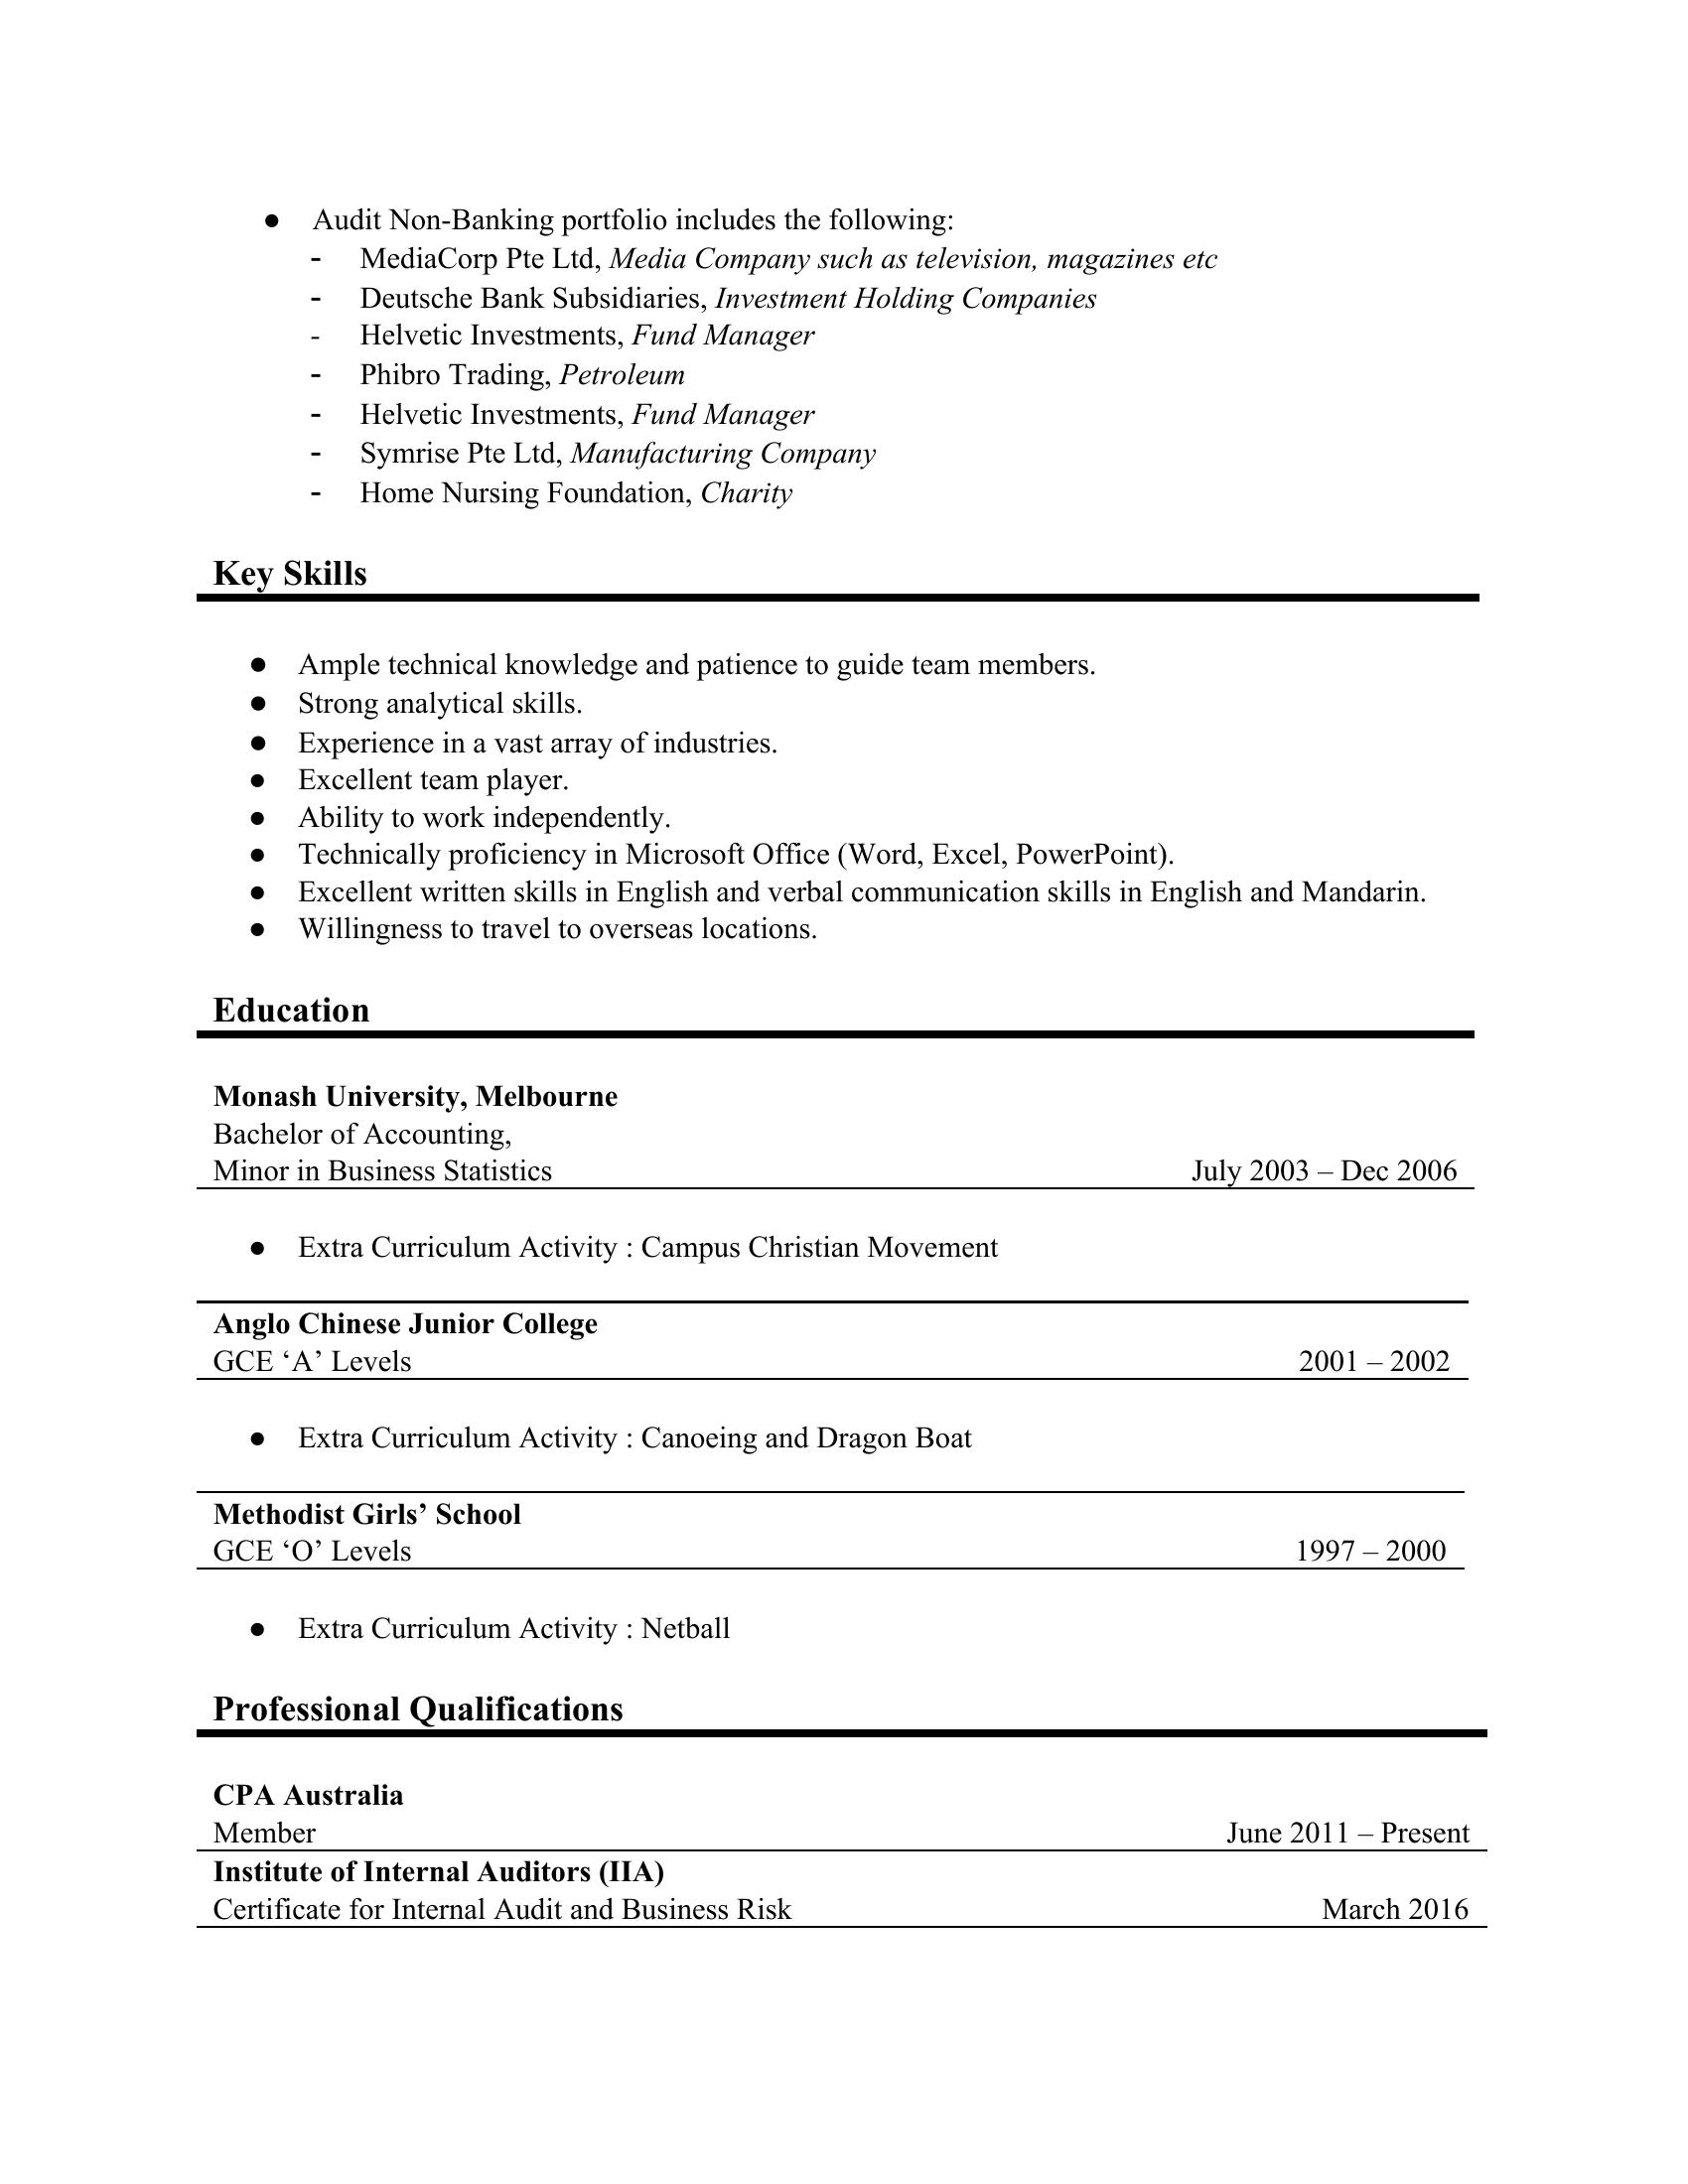 ● Audit Non-Banking portfolio includes the following:
- MediaCorp Pte Ltd, Media Company such as television, magazines etc
- Deutsche Bank Subsidiaries, Investment Holding Companies
- Helvetic Investments, Fund Manager
- Phibro Trading, Petroleum
- Helvetic Investments, Fund Manager
- Symrise Pte Ltd, Manufacturing Company
- Home Nursing Foundation, Charity
Key Skills
● Ample technical knowledge and patience to guide team members.
● Strong analytical skills.
● Experience in a vast array of industries.
● Excellent team player.
● Ability to work independently.
● Technically proficiency in Microsoft Office (Word, Excel, PowerPoint).
● Excellent written skills in English and verbal communication skills in English and Mandarin.
● Willingness to travel to overseas locations.
Education
Monash University, Melbourne
Bachelor of Accounting,
Minor in Business Statistics July 2003 – Dec 2006
● Extra Curriculum Activity : Campus Christian Movement
Anglo Chinese Junior College
GCE ‘A’ Levels 2001 – 2002
● Extra Curriculum Activity : Canoeing and Dragon Boat
Methodist Girls’ School
GCE ‘O’ Levels 1997 – 2000
● Extra Curriculum Activity : Netball
Professional Qualifications
CPA Australia
Member June 2011 – Present
Institute of Internal Auditors (IIA)
Certificate for Internal Audit and Business Risk March 2016